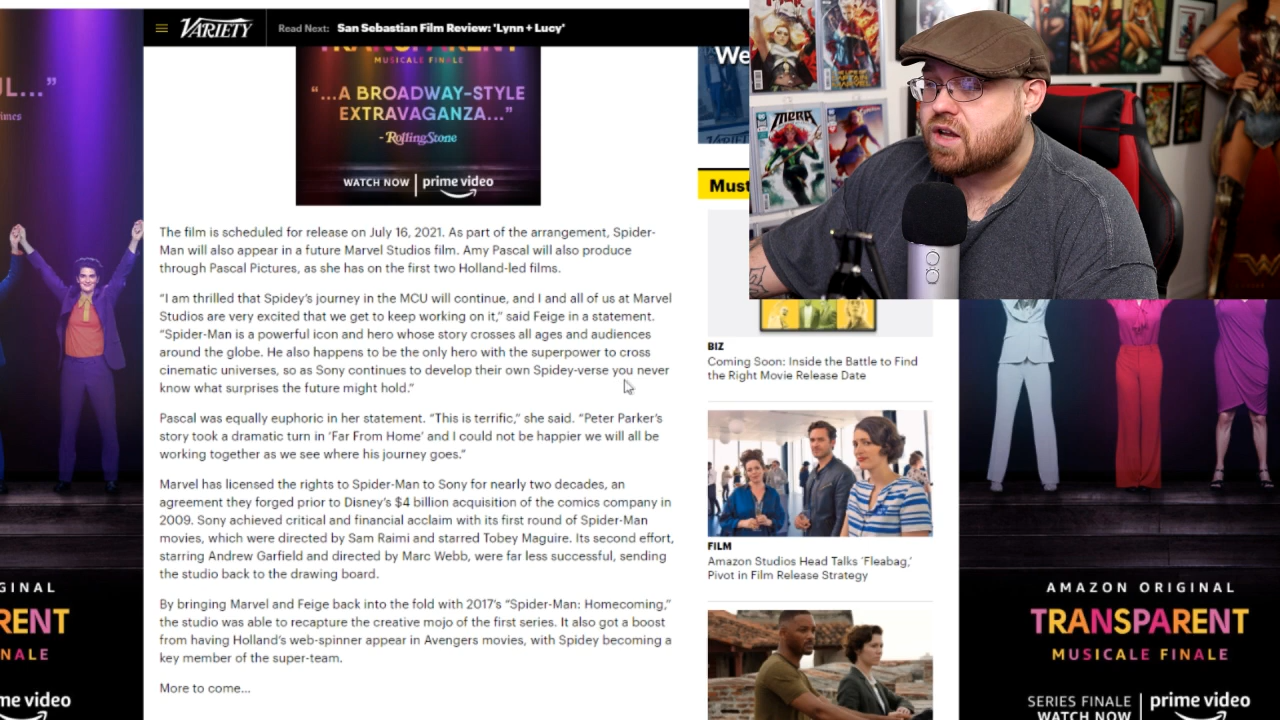 VARIETY
Read Next: San Sebastian Film Review: 'Lynn + Lucy'
TRANSPARENT
MUSICALE FINALE
"...A BROADWAY-STYLE
EXTRAVAGANZA..."
- RollingStone
WATCH NOW | prime video
The film is scheduled for release on July 16, 2021. As part of the arrangement, Spider-
Man will also appear in a future Marvel Studios film. Amy Pascal will also produce
through Pascal Pictures, as she has on the first two Holland-led films.
“I am thrilled that Spidey’s journey in the MCU will continue, and I and all of us at Marvel
Studios are very excited that we get to keep working on it,” said Feige in a statement.
“Spider-Man is a powerful icon and hero whose story crosses all ages and audiences
around the globe. He also happens to be the only hero with the superpower to cross
cinematic universes, so as Sony continues to develop their own Spidey-verse you never
know what surprises the future might hold.”
Pascal was equally euphoric in her statement. “This is terrific,” she said. “Peter Parker’s
story took a dramatic turn in ‘Far From Home’ and I could not be happier we will all be
working together as we see where his journey goes.”
Marvel has licensed the rights to Spider-Man to Sony for nearly two decades, an
agreement they forged prior to Disney’s $4 billion acquisition of the comics company in
2009. Sony achieved critical and financial acclaim with its first round of Spider-Man
movies, which were directed by Sam Raimi and starred Tobey Maguire. Its second effort,
starring Andrew Garfield and directed by Marc Webb, were far less successful, sending
the studio back to the drawing board.
By bringing Marvel and Feige back into the fold with 2017’s “Spider-Man: Homecoming,”
the studio was able to recapture the creative mojo of the first series. It also got a boost
from having Holland’s web-spinner appear in Avengers movies, with Spidey becoming a
key member of the super-team.
More to come...
UL..."
imes
IGINAL
RENT
NALE
me video
We
Must
MERA
BIZ
Coming Soon: Inside the Battle to Find
the Right Movie Release Date
FILM
Amazon Studios Head Talks ‘Fleabag,’
Pivot in Film Release Strategy
AMAZON ORIGINAL
TRANSPARENT
MUSICALE FINALE
SERIES FINALE
WATCH NOW | prime video